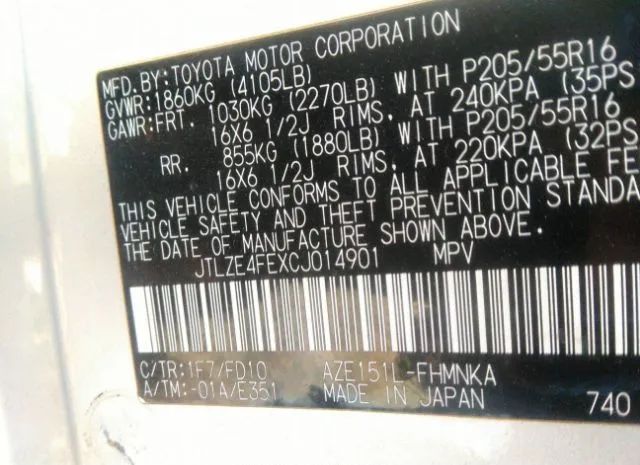 MFD. BY: TOYOTA MOTOR CORPORATION
GVWR: 1860KG (4105LB)
GAWR: FRT. 1030KG (2270LB) WITH P205/55R16
16X6 1/2J RIMS, AT 240KPA (35PS
RR. 855KG (1880LB) WITH P205/55R16
16X6 1/2J RIMS, AT 220KPA (32PS
THIS VEHICLE CONFORMS TO ALL APPLICABLE FE
VEHICLE SAFETY AND THEFT PREVENTION STANDA
THE DATE OF MANUFACTURE SHOWN ABOVE.
JTLZE4FEXCJ014901 MPV
C/TR: 1F7/FD10 AZE151L-FHMNKA
A/TM: -01A/E351 MADE IN JAPAN 740